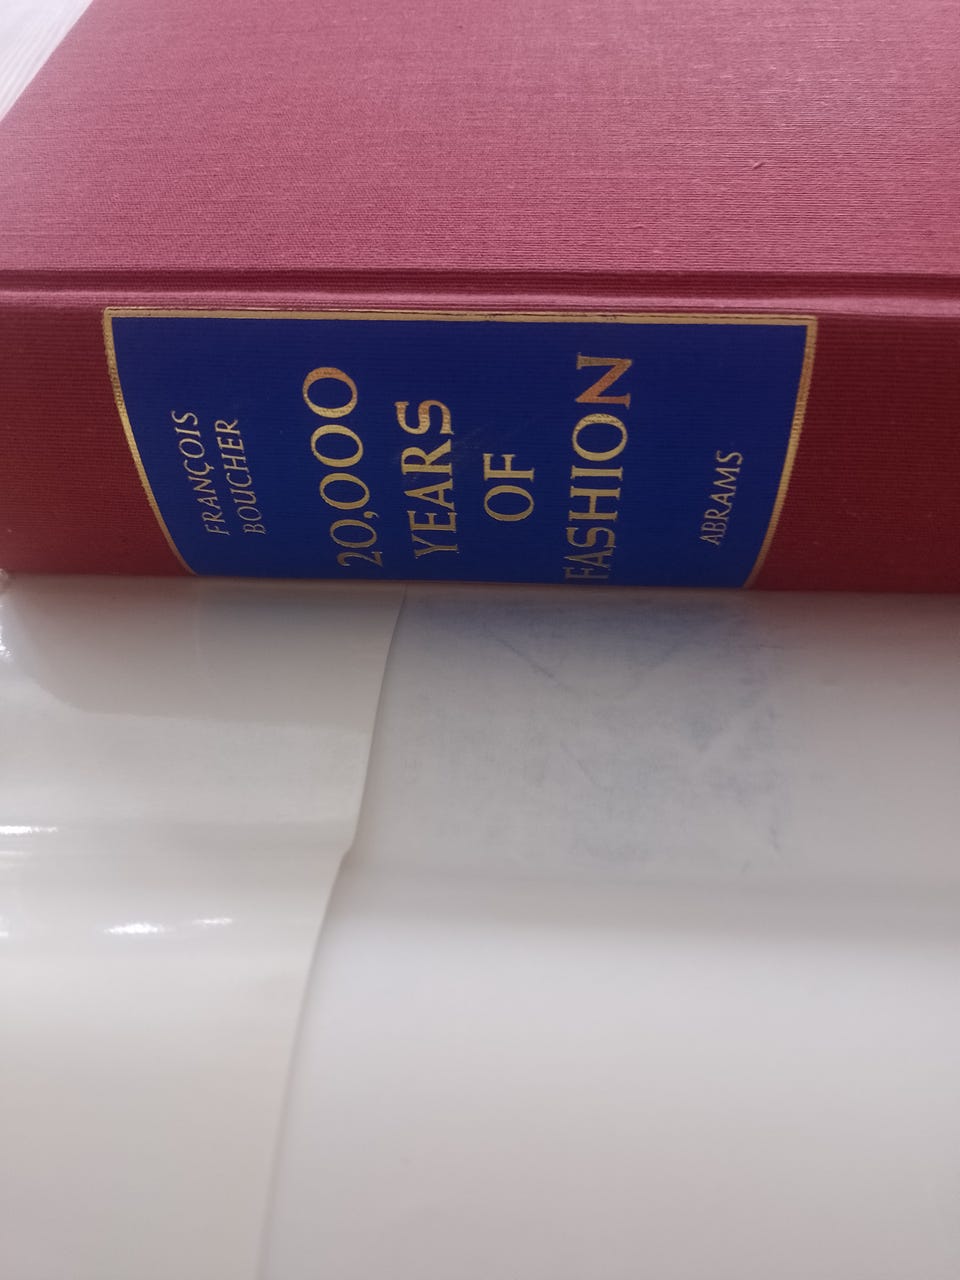 FRANÇOIS
BOUCHER
20,000
YEARS
OF
FASHION
ABRAMS